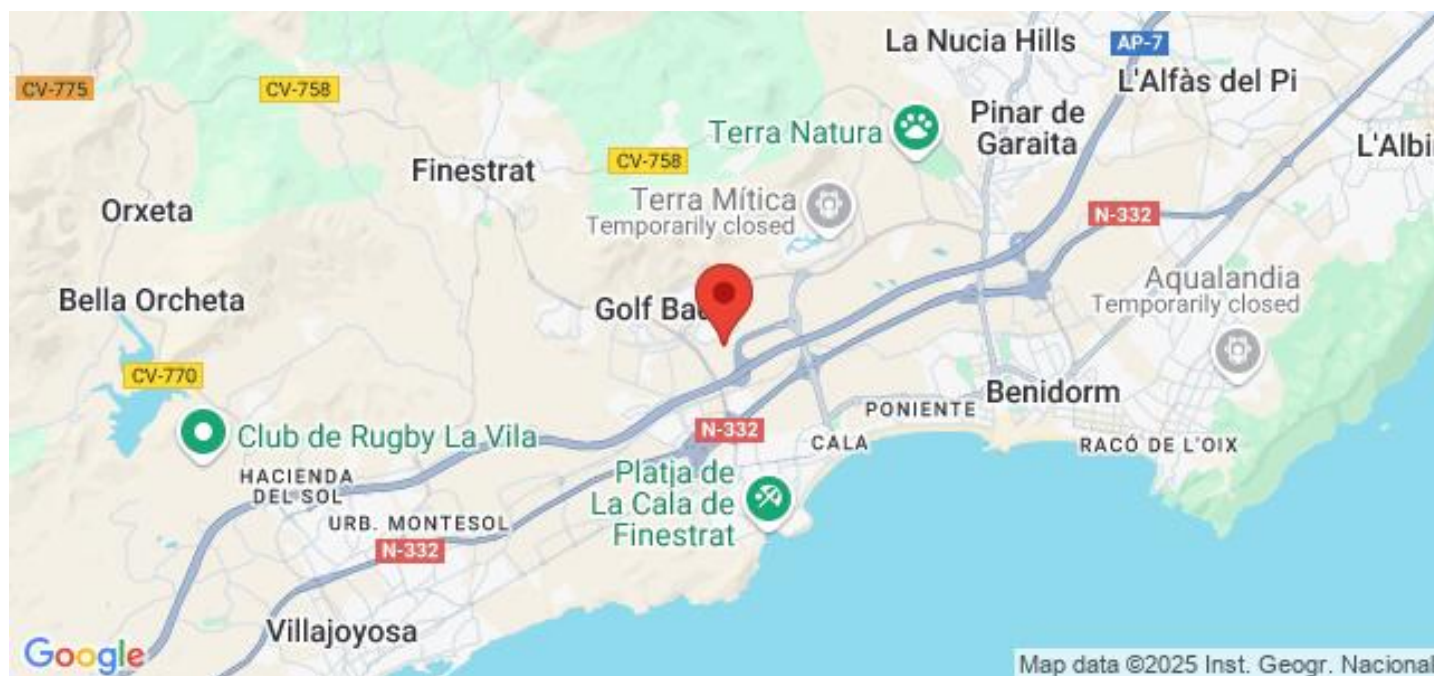 La Nucia Hills
AP-7
L'Alfàs del Pi
CV-775
CV-758
Pinar de
Garaita
Terra Natura
L'Albi
Finestrat
CV-758
Terra Mítica
Temporarily closed
Orxeta
N-332
Aqualandia
Temporarily closed
Bella Orcheta
Golf Ba
CV-770
Benidorm
PONIENTE
Club de Rugby La Vila
N-332
CALA
RACÓ DE L'OIX
HACIENDA
DEL SOL
Platja de
La Cala de
Finestrat
URB. MONTESOL
N-332
Villajoyosa
Google
Map data ©2025 Inst. Geogr. Nacional